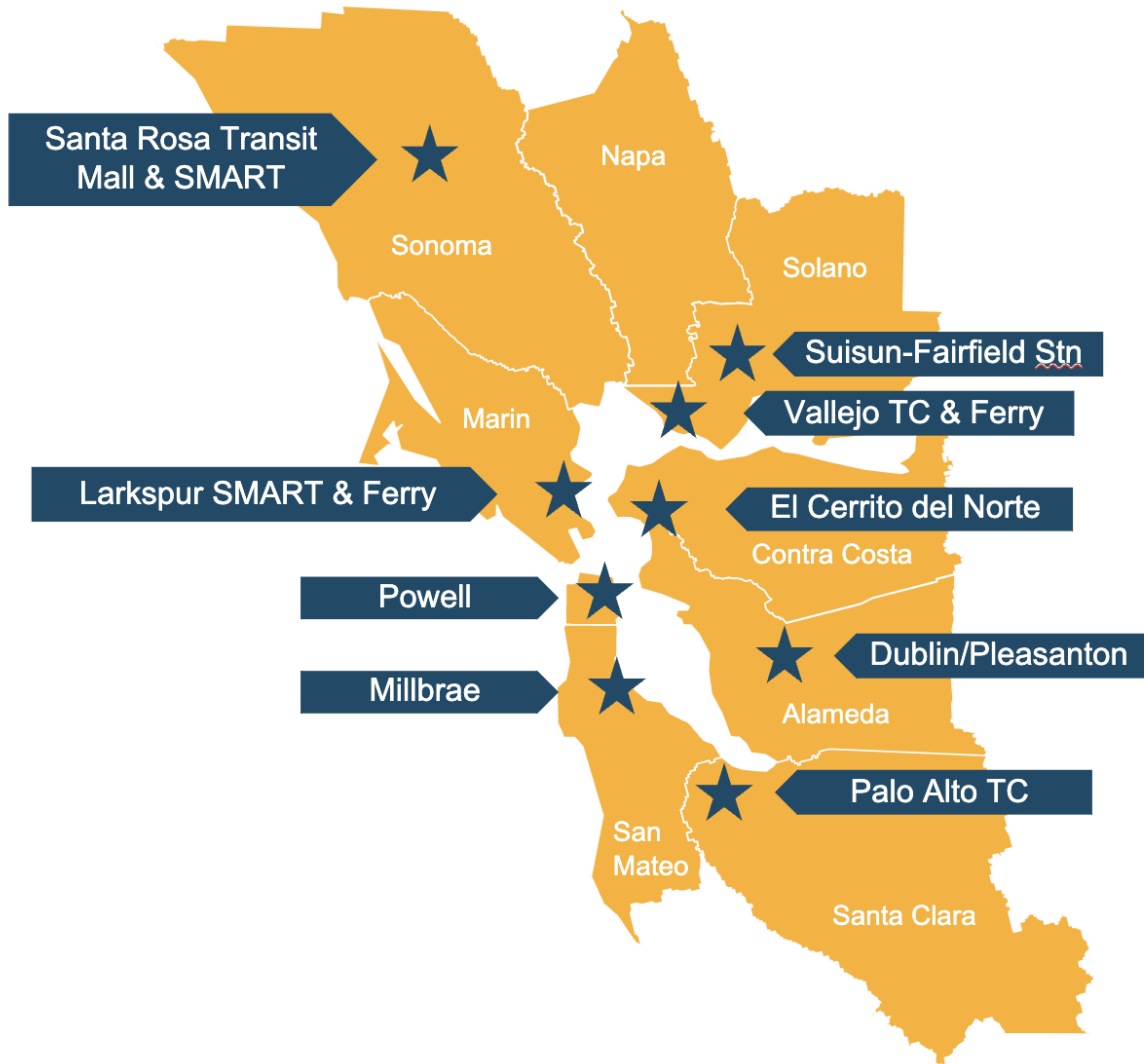 Santa Rosa Transit
Mall & SMART
Napa
Sonoma
Solano
Suisun-Fairfield Stn
Marin
Vallejo TC & Ferry
Larkspur SMART & Ferry
El Cerrito del Norte
Contra Costa
Powell
Dublin/Pleasanton
Millbrae
Alameda
Palo Alto TC
San
Mateo
Santa Clara